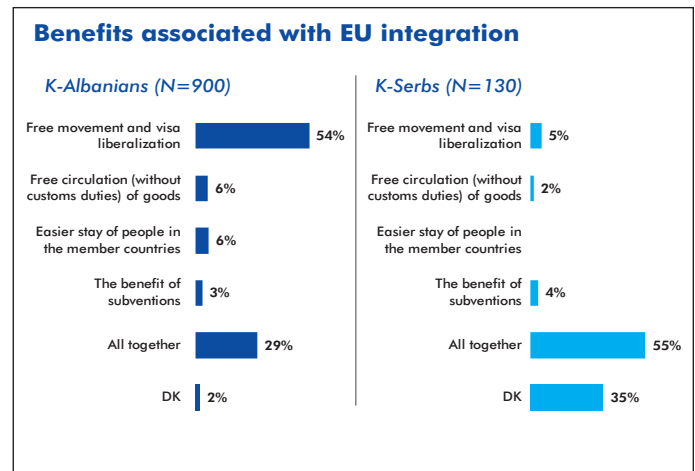 Benefits associated with EU integration
K-Albanians (N=900)
Free movement and visa
liberalization
54%
Free circulation (without
customs duties) of goods
6%
Easier stay of people in
the member countries
6%
The benefit of
subventions
3%
All together
29%
DK
2%
K-Serbs (N=130)
Free movement and visa
liberalization
5%
Free circulation (without
customs duties) of goods
2%
Easier stay of people in
the member countries
The benefit of
subventions
4%
All together
55%
DK
35%